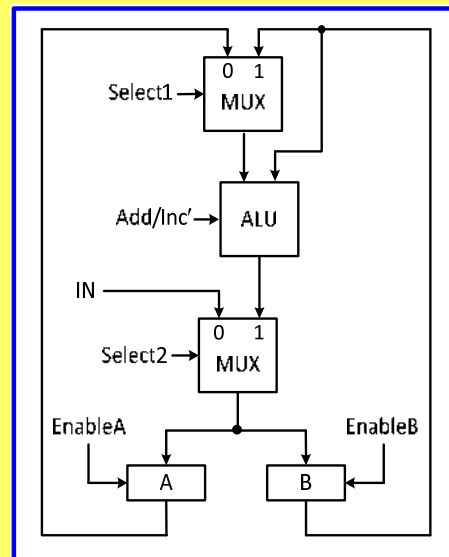 0 1
Select1
MUX
Add/Inc'
ALU
IN
0 1
Select2
MUX
EnableA
EnableB
A
B